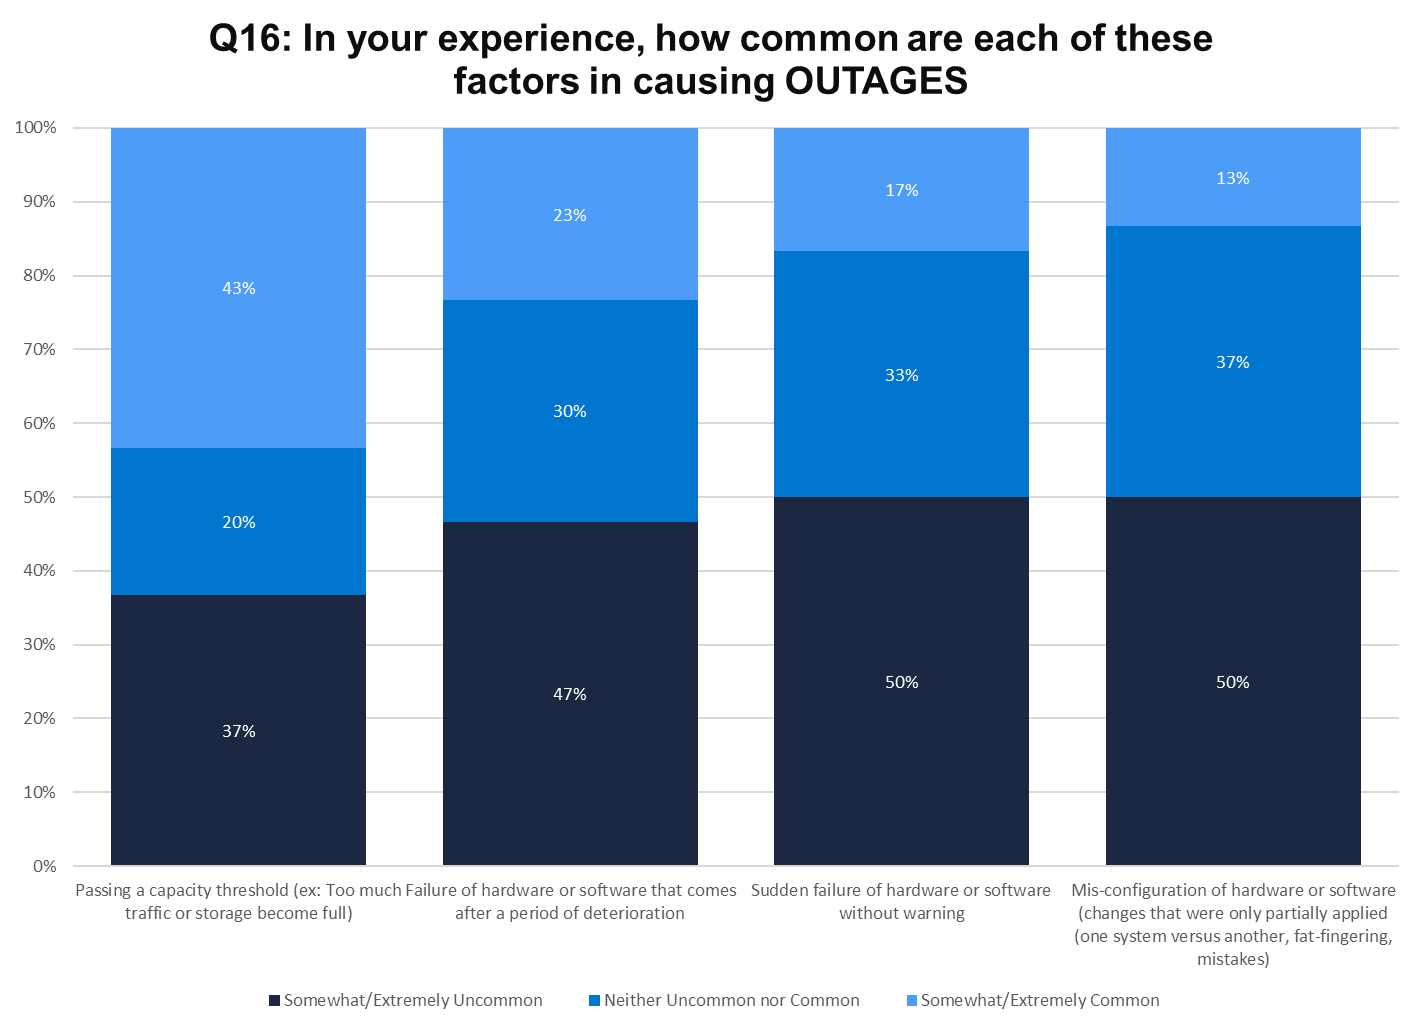 Q16: In your experience, how common are each of these
factors in causing OUTAGES
100%
90%
80%
70%
60%
50%
40%
30%
20%
10%
0%
43%
20%
37%
23%
30%
47%
17%
33%
50%
13%
37%
50%
Passing a capacity threshold (ex: Too much
traffic or storage become full)
Failure of hardware or software that comes
after a period of deterioration
Sudden failure of hardware or software
without warning
Mis-configuration of hardware or software
(changes that were only partially applied
(one system versus another, fat-fingering,
mistakes)
Somewhat/Extremely Uncommon
Neither Uncommon nor Common
Somewhat/Extremely Common